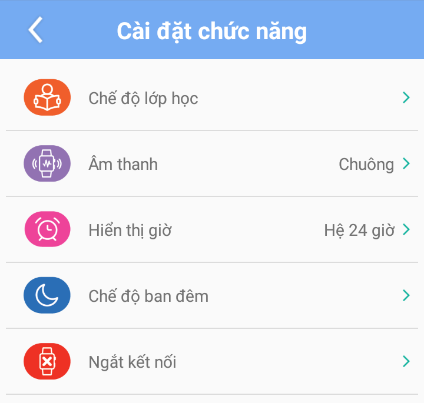 Cài đặt chức năng
Chế độ lớp học
Âm thanh Chuông
Hiển thị giờ Hệ 24 giờ
Chế độ ban đêm
Ngắt kết nối